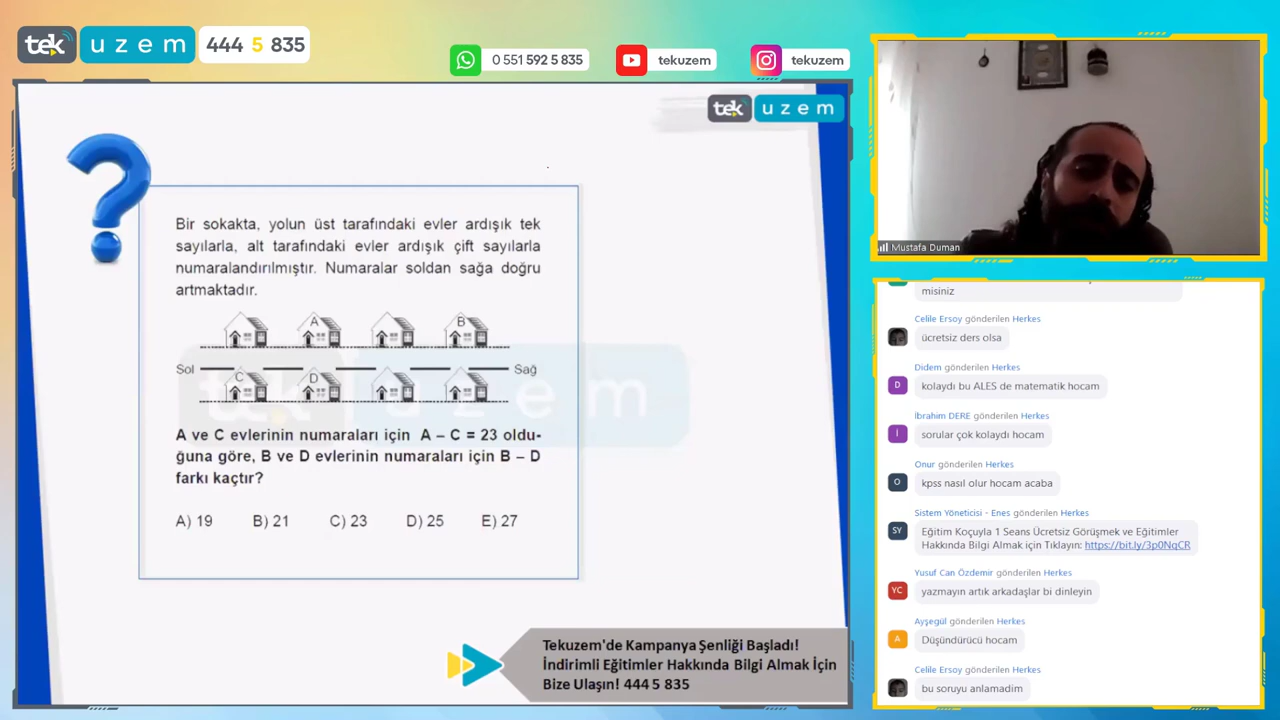 tek uzem 444 5 835
0 551 592 5 835 tekuzem tekuzem
tek uzem
Bir sokakta, yolun üst tarafındaki evler ardışık tek
sayılarla, alt tarafındaki evler ardışık çift sayılarla
numaralandırılmıştır. Numaralar soldan sağa doğru
artmaktadır.
A B
Sol Sağ
C D
tek uzem
A ve C evlerinin numaraları için A – C = 23 oldu-
ğuna göre, B ve D evlerinin numaraları için B – D
farkı kaçtır?
A) 19 B) 21 C) 23 D) 25 E) 27
Tekuzem'de Kampanya Şenliği Başladı!
İndirimli Eğitimler Hakkında Bilgi Almak İçin
Bize Ulaşın! 444 5 835
Mustafa Duman
misiniz
Celile Ersoy gönderilen Herkes
ücretsiz ders olsa
Didem gönderilen Herkes
D
kolaydı bu ALES de matematik hocam
İbrahim DERE gönderilen Herkes
İ
sorular çok kolaydı hocam
Onur gönderilen Herkes
O
kpss nasıl olur hocam acaba
Sistem Yöneticisi - Enes gönderilen Herkes
SY
Eğitim Koçuyla 1 Seans Ücretsiz Görüşmek ve Eğitimler
Hakkında Bilgi Almak için Tıklayın: https://bit.ly/3p0NqCR
Yusuf Can Özdemir gönderilen Herkes
YC
yazmayın artık arkadaşlar bi dinleyin
Ayşegül gönderilen Herkes
A
Düşündürücü hocam
Celile Ersoy gönderilen Herkes
bu soruyu anlamadim